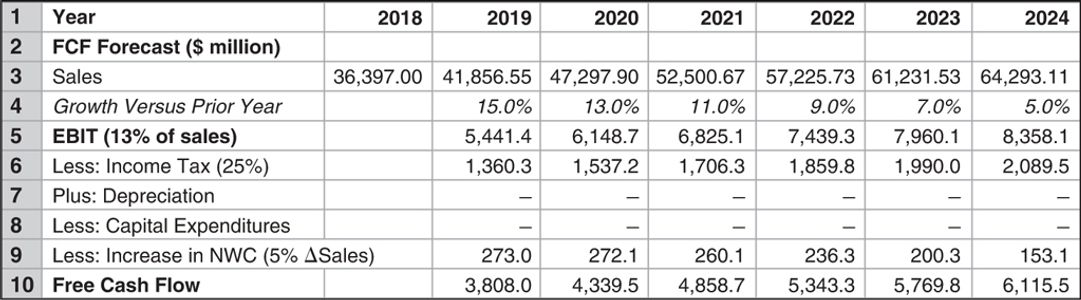 1 Year 2018 2019 2020 2021 2022 2023 2024
2 FCF Forecast ($ million)
3 Sales 36,397.00 41,856.55 47,297.90 52,500.67 57,225.73 61,231.53 64,293.11
4 Growth Versus Prior Year 15.0% 13.0% 11.0% 9.0% 7.0% 5.0%
5 EBIT (13% of sales) 5,441.4 6,148.7 6,825.1 7,439.3 7,960.1 8,358.1
6 Less: Income Tax (25%) 1,360.3 1,537.2 1,706.3 1,859.8 1,990.0 2,089.5
7 Plus: Depreciation – – – – – –
8 Less: Capital Expenditures – – – – – –
9 Less: Increase in NWC (5% ΔSales) 273.0 272.1 260.1 236.3 200.3 153.1
10 Free Cash Flow 3,808.0 4,339.5 4,858.7 5,343.3 5,769.8 6,115.5